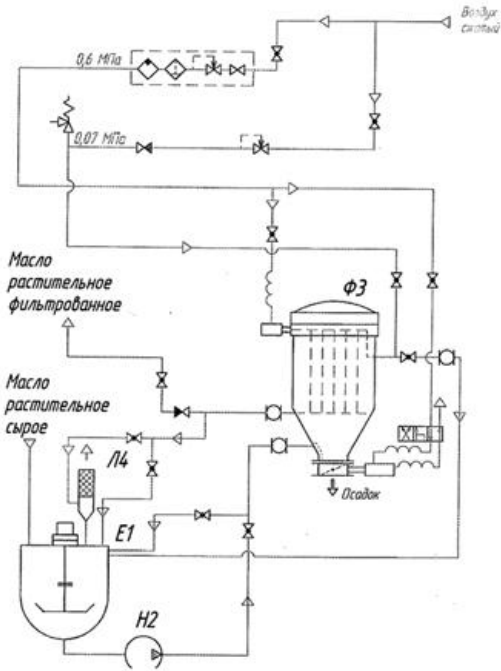 Воздух
сжатый
0,6 МПа
0,07 МПа
Масло
растительное
фильтрованное
Ф3
Масло
растительное
сырое
Л4
Осадок
Е1
Н2